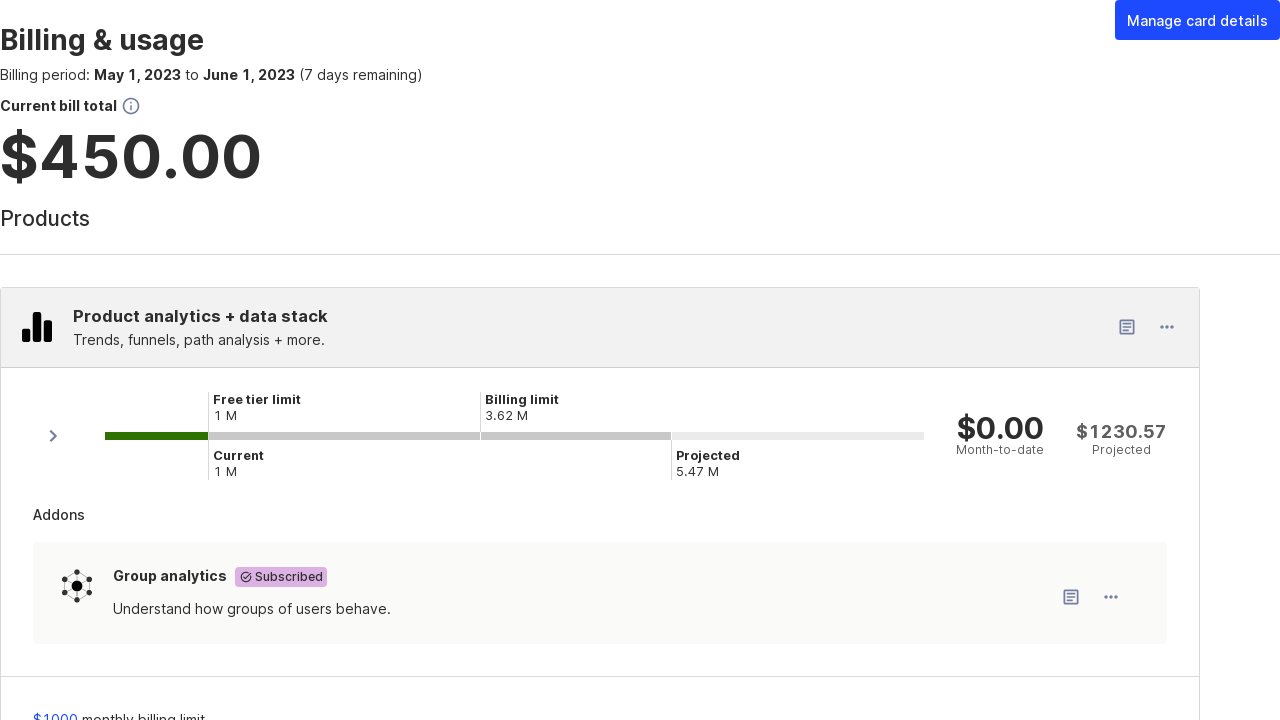 Manage card details
Billing & usage
Billing period: May 1, 2023 to June 1, 2023 (7 days remaining)
Current bill total
$450.00
Products
Product analytics + data stack
Trends, funnels, path analysis + more.
Free tier limit
1 M
Billing limit
3.62 M
Current
1 M
Projected
5.47 M
$0.00
Month-to-date
$1230.57
Projected
Addons
Group analytics Subscribed
Understand how groups of users behave.
$1000 monthly billing limit